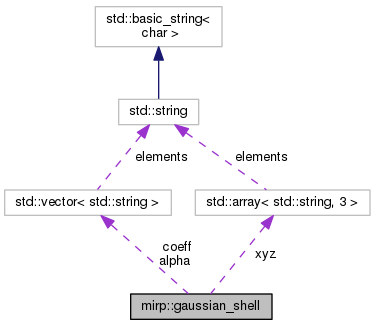 std::basic_string<
char >
std::string
elements
elements
std::vector< std::string >
std::array< std::string, 3 >
coeff
alpha
xyz
mirp::gaussian_shell